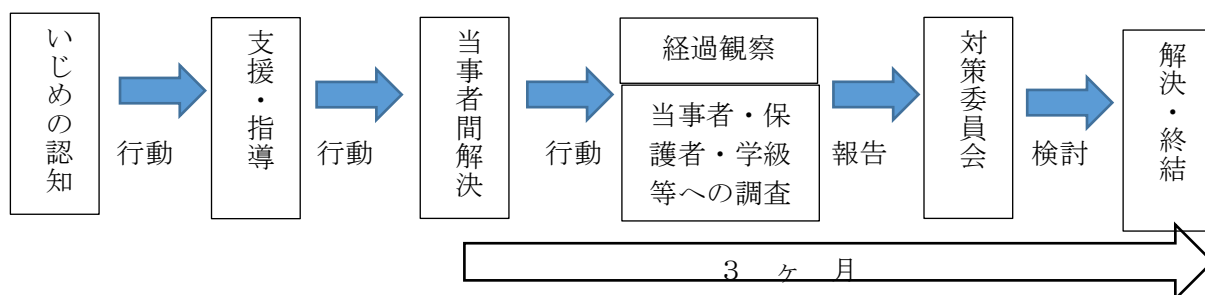 いじめの認知
行動
支援・指導
行動
当事者間解決
行動
経過観察
当事者・保
護者・学級
等への調査
報告
対策委員会
検討
解決・終結
3 ヶ 月